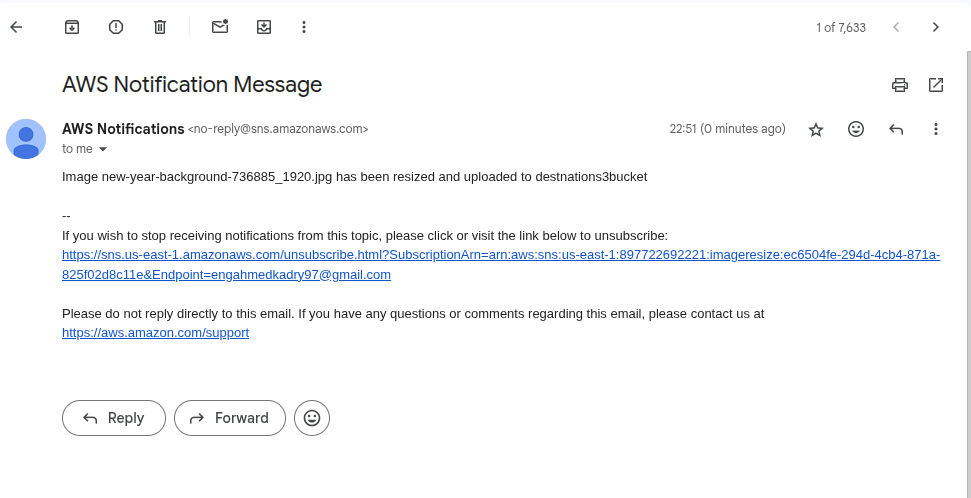 1 of 7,633
AWS Notification Message
AWS Notifications <no-reply@sns.amazonaws.com>
22:51 (0 minutes ago)
to me
Image new-year-background-736885_1920.jpg has been resized and uploaded to destnations3bucket
--
If you wish to stop receiving notifications from this topic, please click or visit the link below to unsubscribe:
https://sns.us-east-1.amazonaws.com/unsubscribe.html?SubscriptionArn=arn:aws:sns:us-east-1:897722692221:imageresize:ec6504fe-294d-4cb4-871a-
825f02d8c11e&Endpoint=engahmedkadry97@gmail.com
Please do not reply directly to this email. If you have any questions or comments regarding this email, please contact us at
https://aws.amazon.com/support
Reply
Forward